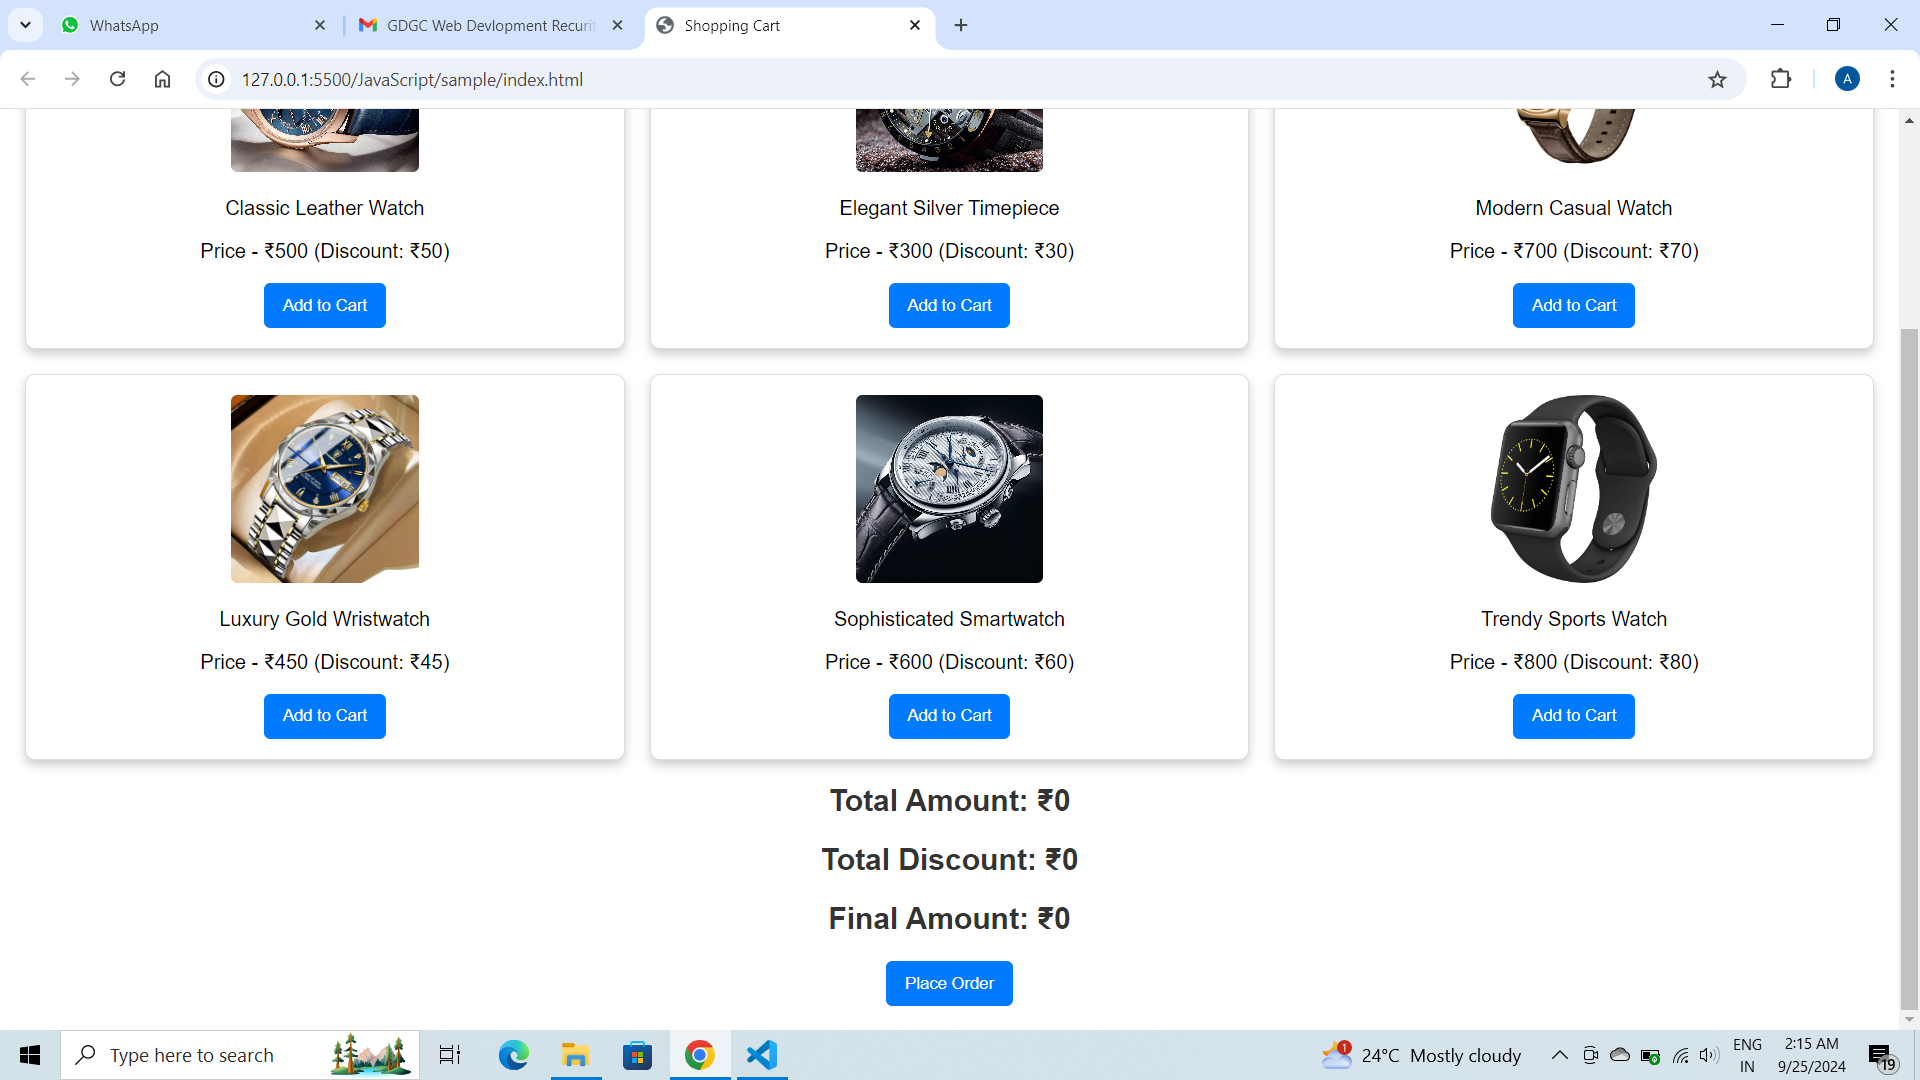 WhatsApp
GDGC Web Devlopment Recurit
Shopping Cart
127.0.0.1:5500/JavaScript/sample/index.html
A
Classic Leather Watch
Elegant Silver Timepiece
Modern Casual Watch
Price - ₹500 (Discount: ₹50)
Price - ₹300 (Discount: ₹30)
Price - ₹700 (Discount: ₹70)
Add to Cart
Add to Cart
Add to Cart
Luxury Gold Wristwatch
Sophisticated Smartwatch
Trendy Sports Watch
Price - ₹450 (Discount: ₹45)
Price - ₹600 (Discount: ₹60)
Price - ₹800 (Discount: ₹80)
Add to Cart
Add to Cart
Add to Cart
Total Amount: ₹0
Total Discount: ₹0
Final Amount: ₹0
Place Order
Type here to search
1
24°C Mostly cloudy
ENG
IN
2:15 AM
9/25/2024
19